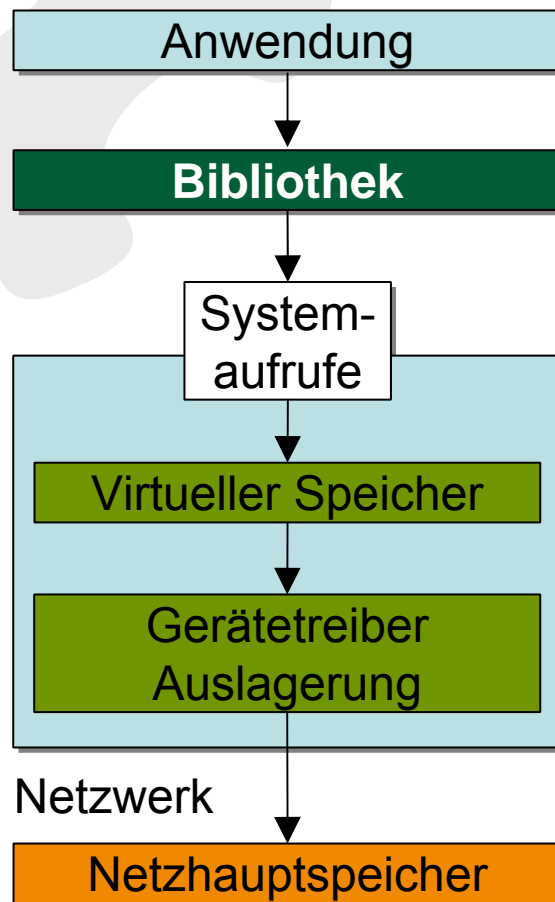 Anwendung
Bibliothek
System-
aufrufe
Virtueller Speicher
Gerätetreiber
Auslagerung
Netzwerk
Netzhauptspeicher